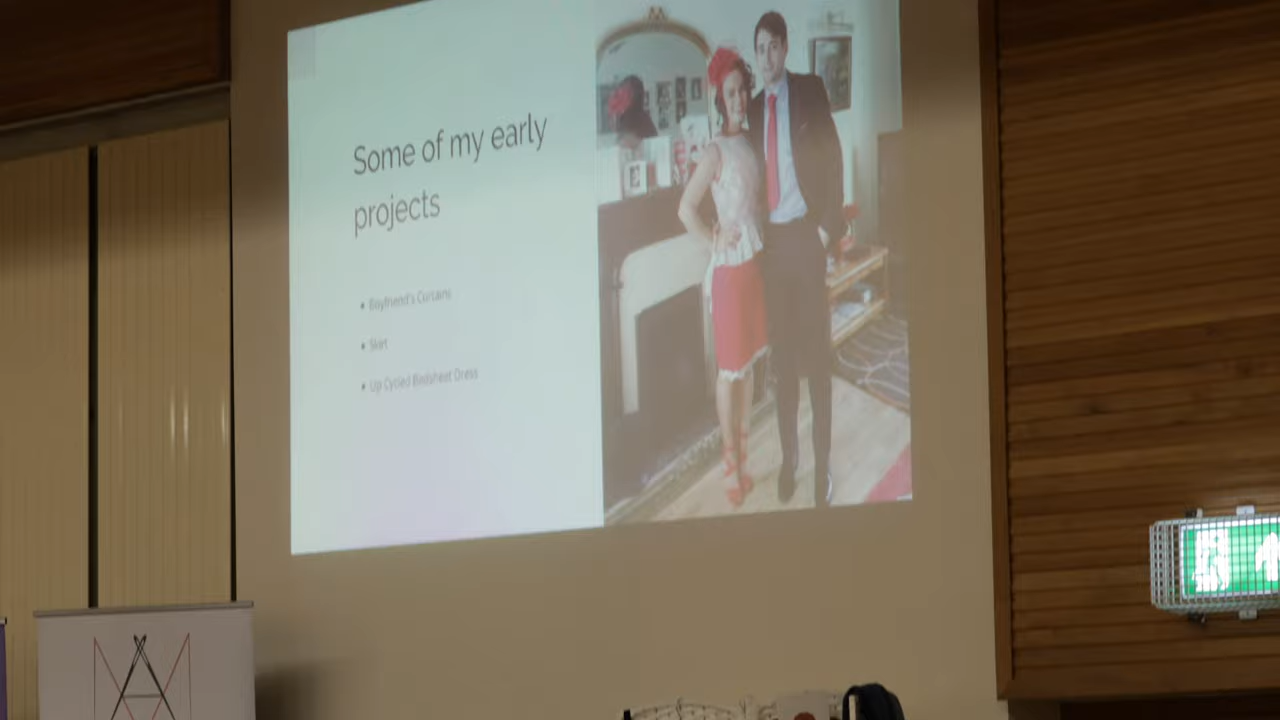 Some of my early
projects
• Boyfriend's Curtains
• Skirt
• Up Cycled Bedsheet Dress